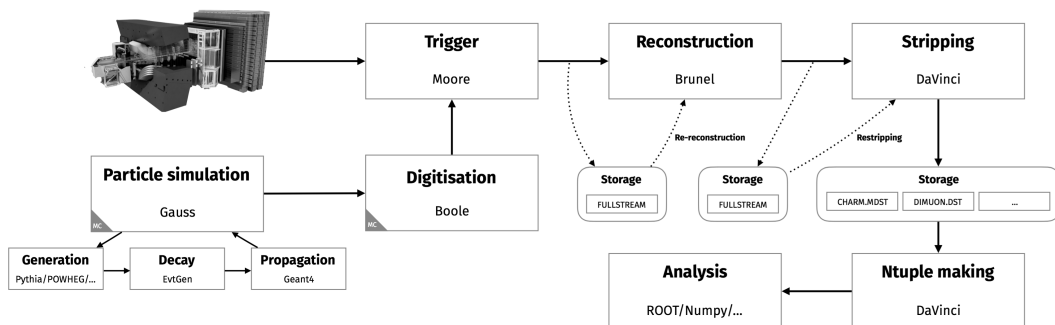 Trigger
Moore
Reconstruction
Brunel
Stripping
DaVinci
Re-reconstruction
Restripping
Particle simulation
Gauss
MC
Digitisation
Boole
MC
Storage
FULLSTREAM
Storage
FULLSTREAM
Storage
CHARM.MDST
DIMUON.DST
...
Generation
Pythia/POWHEG/...
Decay
EvtGen
Propagation
Geant4
Analysis
ROOT/Numpy/...
Ntuple making
DaVinci